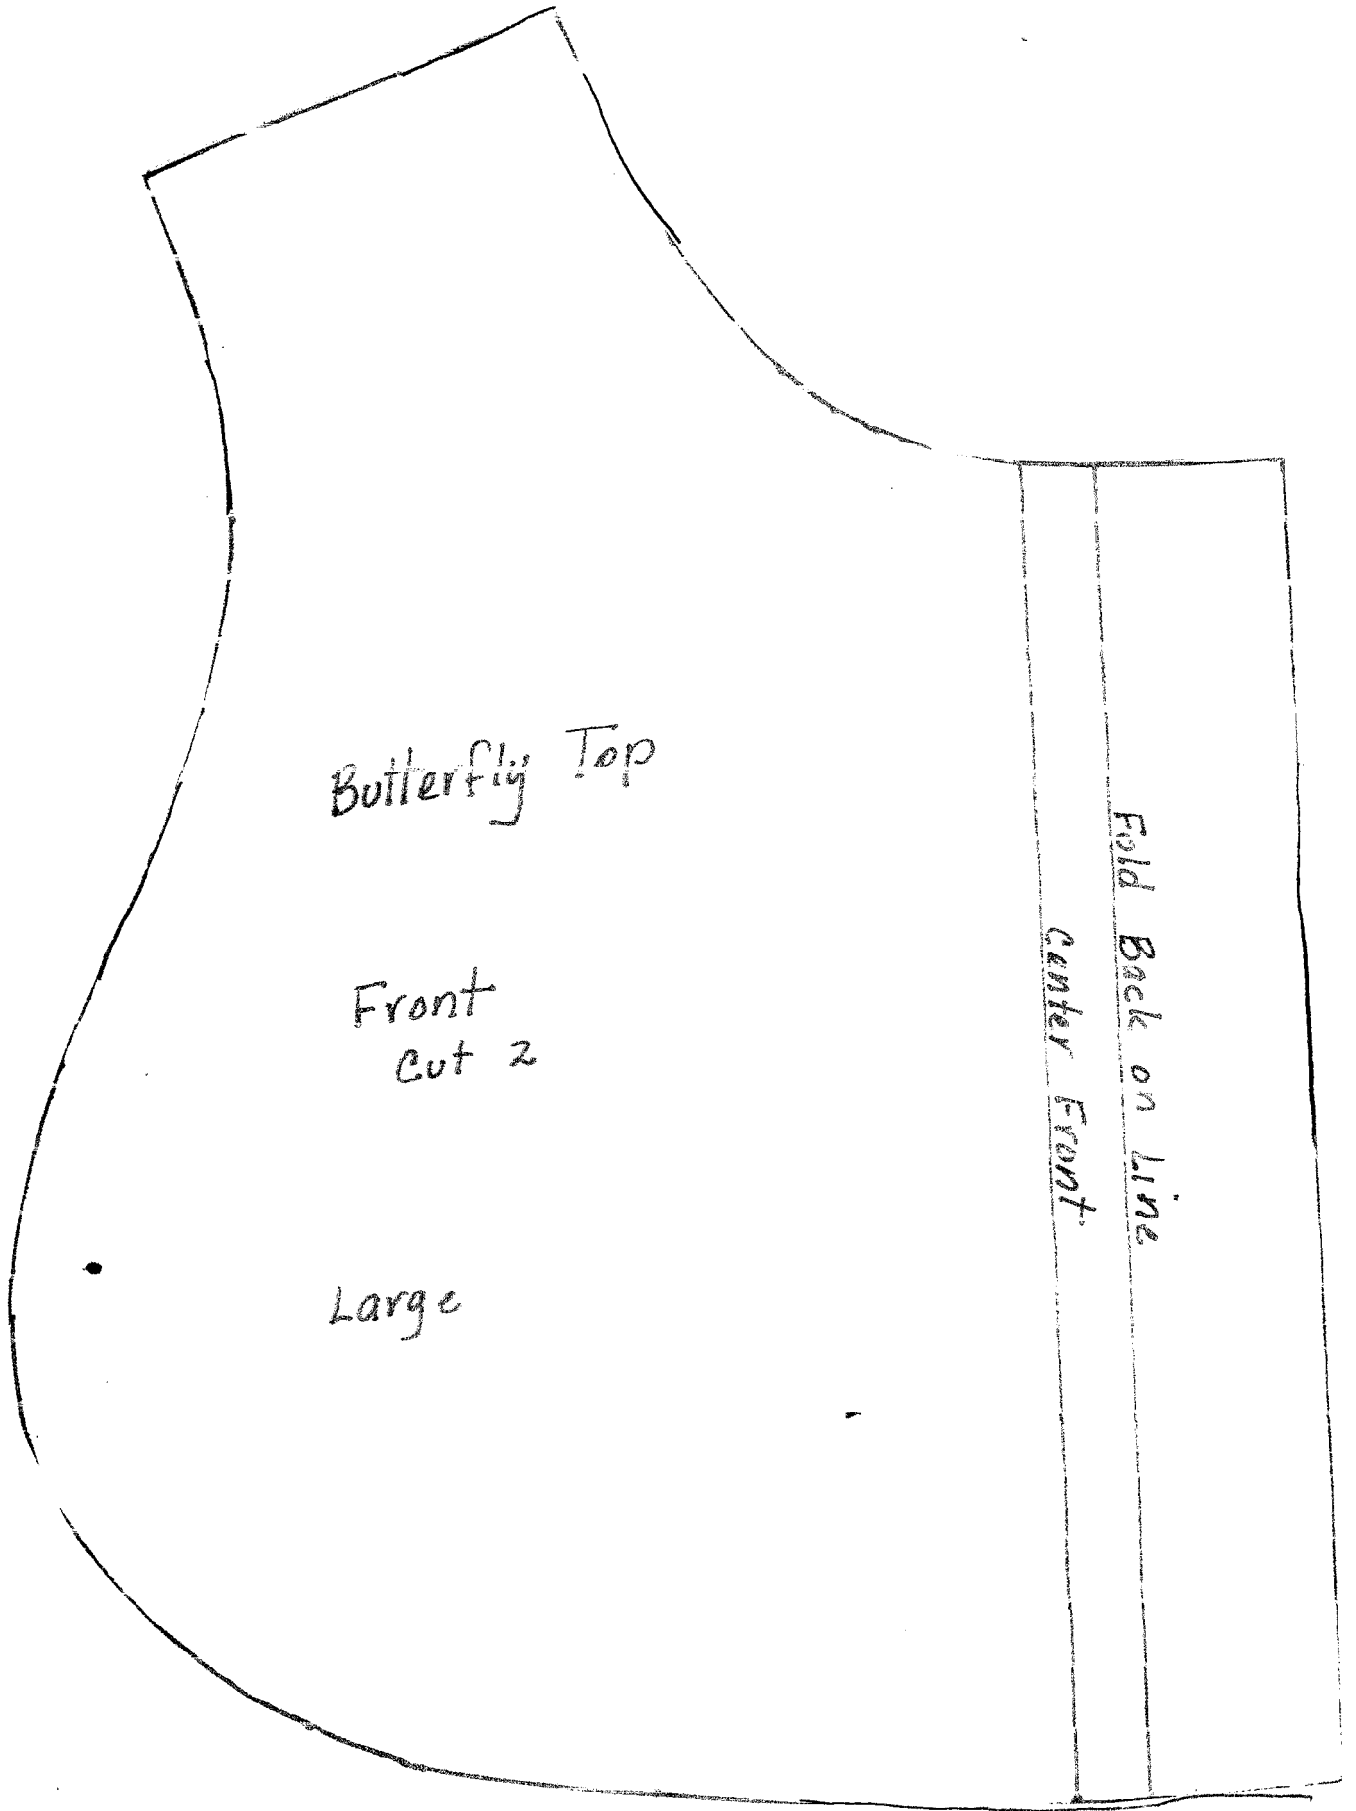 Butterfly Top
Front
Cut 2
Large
Center Front
Fold Back on Line